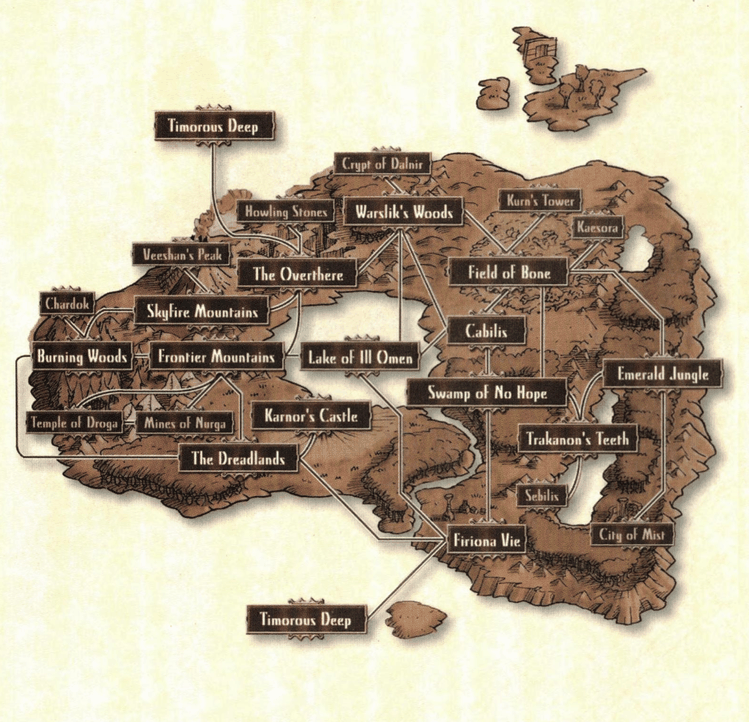 Timorous Deep
Crypt of Dalnir
Kurn's Tower
Howling Stones
Warslik's Woods
Kaesora
Veeshan's Peak
The Overthere
Field of Bone
Chardok
Skyfire Mountains
Cabilis
Burning Woods
Frontier Mountains
Lake of Ill Omen
Emerald Jungle
Swamp of No Hope
Temple of Droga
Mines of Nurga
Karnor's Castle
Trakanon's Teeth
The Dreadlands
Sebilis
Firiona Vie
City of Mist
Timorous Deep